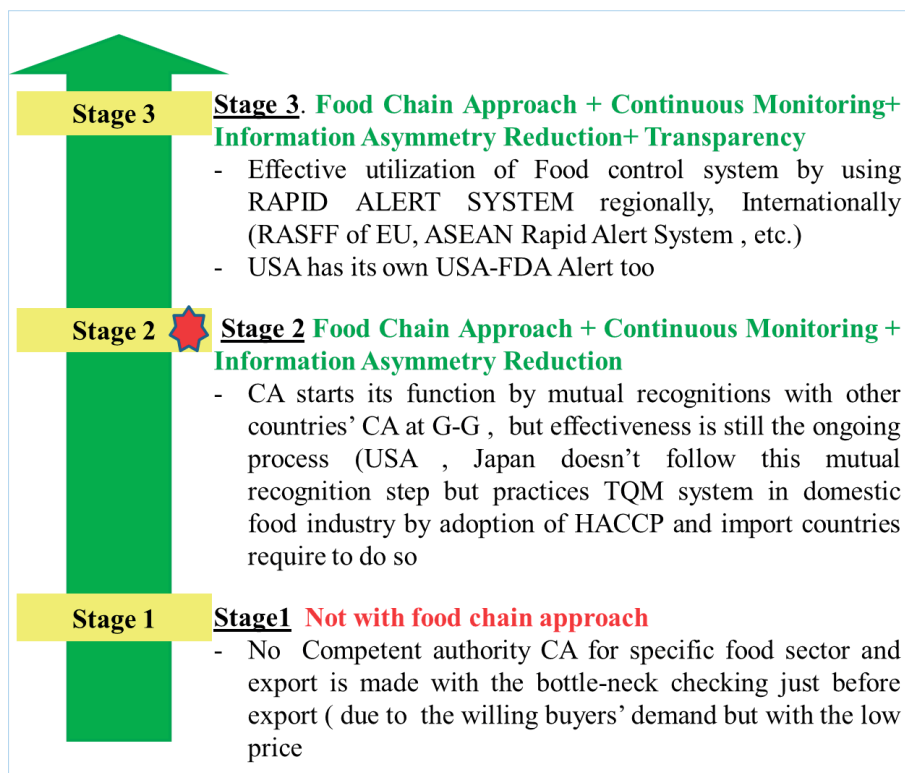 Stage 3
Stage 3. Food Chain Approach + Continuous Monitoring+
Information Asymmetry Reduction+ Transparency
- Effective utilization of Food control system by using
RAPID ALERT SYSTEM regionally, Internationally
(RASFF of EU, ASEAN Rapid Alert System , etc.)
- USA has its own USA-FDA Alert too
Stage 2
Stage 2 Food Chain Approach + Continuous Monitoring +
Information Asymmetry Reduction
- CA starts its function by mutual recognitions with other
countries’ CA at G-G , but effectiveness is still the ongoing
process (USA , Japan doesn’t follow this mutual
recognition step but practices TQM system in domestic
food industry by adoption of HACCP and import countries
require to do so
Stage 1
Stage1 Not with food chain approach
- No Competent authority CA for specific food sector and
export is made with the bottle-neck checking just before
export ( due to the willing buyers’ demand but with the low
price